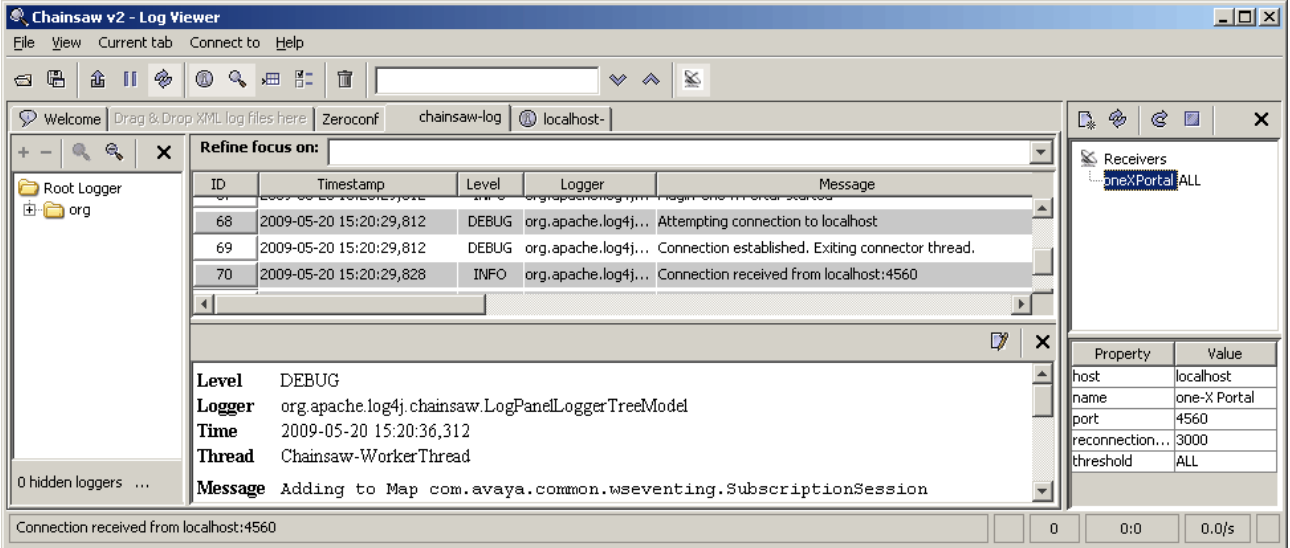 Chainsaw v2 - Log Viewer
File View Current tab Connect to Help
Welcome Drag & Drop XML log files here Zeroconf chainsaw-log localhost-
Refine focus on:
Root Logger
org
0 hidden loggers ...
ID Timestamp Level Logger Message
68 2009-05-20 15:20:29,812 DEBUG org.apache.log4j... Attempting connection to localhost
69 2009-05-20 15:20:29,812 DEBUG org.apache.log4j... Connection established. Exiting connector thread.
70 2009-05-20 15:20:29,828 INFO org.apache.log4j... Connection received from localhost:4560
Level DEBUG
Logger org.apache.log4j.chainsaw.LogPanelLoggerTreeModel
Time 2009-05-20 15:20:36,312
Thread Chainsaw-WorkerThread
Message Adding to Map com.avaya.common.wseventing.SubscriptionSession
Receivers
oneXPortal ALL
Property Value
host localhost
name one-X Portal
port 4560
reconnection... 3000
threshold ALL
Connection received from localhost:4560 0 0:0 0.0/s